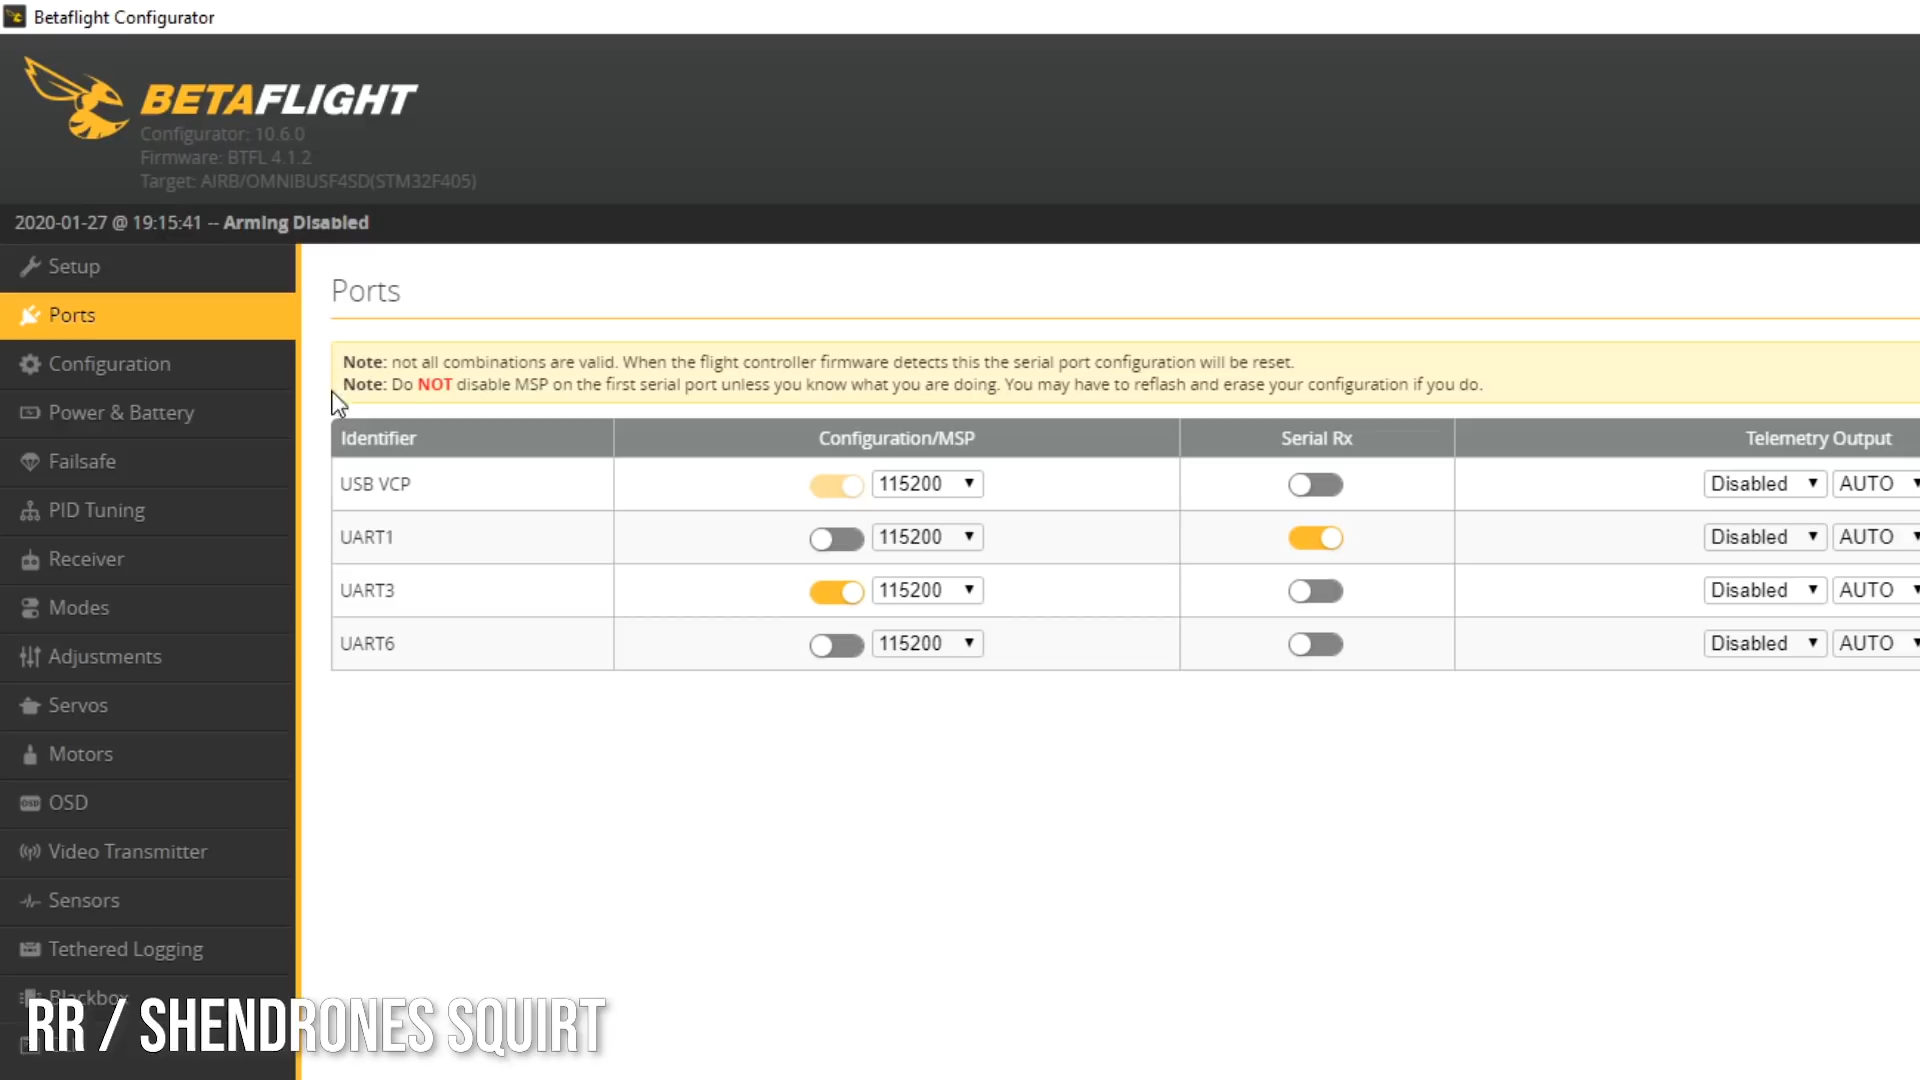 Betaflight Configurator
BETAFLIGHT
Configurator: 10.6.0
Firmware: BTFL 4.1.2
Target: AIRB/OMNIBUSF4SD(STM32F405)
2020-01-27 @ 19:15:41 -- Arming Disabled
Setup
Ports
Configuration
Power & Battery
Failsafe
PID Tuning
Receiver
Modes
Adjustments
Servos
Motors
OSD
Video Transmitter
Sensors
Tethered Logging
Blackbox
Ports
Note: not all combinations are valid. When the flight controller firmware detects this the serial port configuration will be reset.
Note: Do NOT disable MSP on the first serial port unless you know what you are doing. You may have to reflash and erase your configuration if you do.
Identifier Configuration/MSP Serial Rx Telemetry Output
USB VCP 115200 Disabled AUTO
UART1 115200 Disabled AUTO
UART3 115200 Disabled AUTO
UART6 115200 Disabled AUTO
RR / SHENDRONES SQUIRT